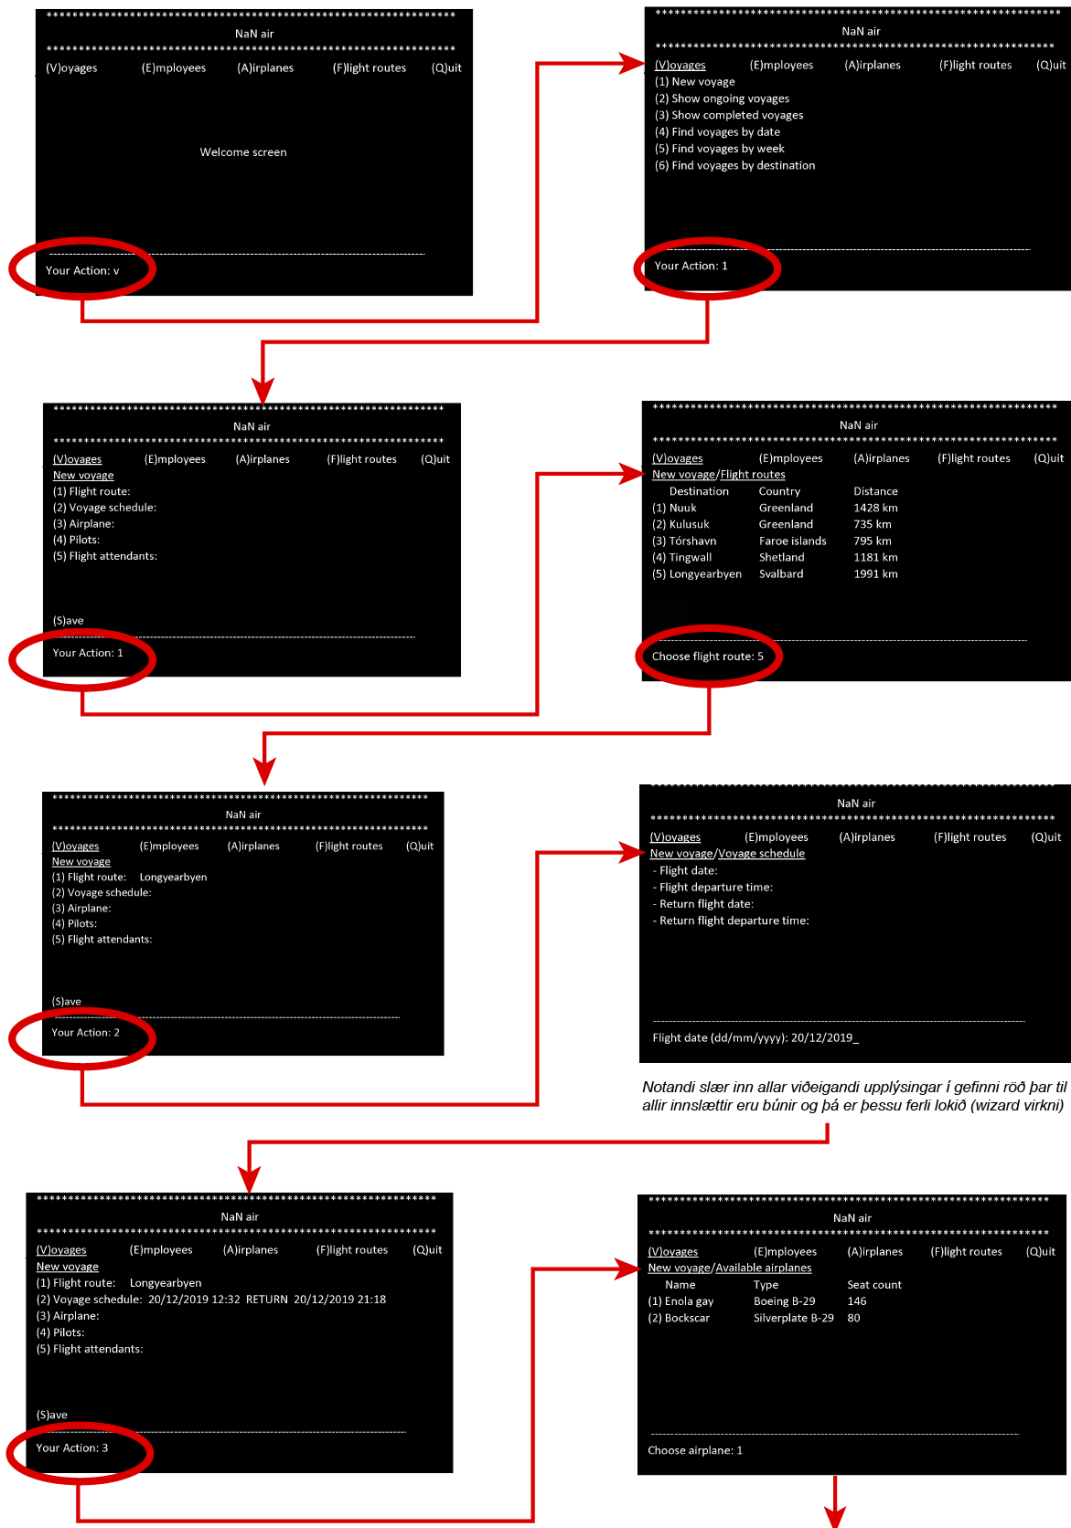 ************************************************************
NaN air
************************************************************
(V)oyages (E)mployees (A)irplanes (F)light routes (Q)uit
Welcome screen
------------------------------------------------------------
Your Action: v
************************************************************
NaN air
************************************************************
(V)oyages (E)mployees (A)irplanes (F)light routes (Q)uit
(1) New voyage
(2) Show ongoing voyages
(3) Show completed voyages
(4) Find voyages by date
(5) Find voyages by week
(6) Find voyages by destination
------------------------------------------------------------
Your Action: 1
************************************************************
NaN air
************************************************************
(V)oyages (E)mployees (A)irplanes (F)light routes (Q)uit
New voyage
(1) Flight route:
(2) Voyage schedule:
(3) Airplane:
(4) Pilots:
(5) Flight attendants:
(S)ave
------------------------------------------------------------
Your Action: 1
************************************************************
NaN air
************************************************************
(V)oyages (E)mployees (A)irplanes (F)light routes (Q)uit
New voyage/Flight routes
Destination Country Distance
(1) Nuuk Greenland 1428 km
(2) Kulusuk Greenland 735 km
(3) Tórshavn Faroe islands 795 km
(4) Tingwall Shetland 1181 km
(5) Longyearbyen Svalbard 1991 km
------------------------------------------------------------
Choose flight route: 5
************************************************************
NaN air
************************************************************
(V)oyages (E)mployees (A)irplanes (F)light routes (Q)uit
New voyage
(1) Flight route: Longyearbyen
(2) Voyage schedule:
(3) Airplane:
(4) Pilots:
(5) Flight attendants:
(S)ave
------------------------------------------------------------
Your Action: 2
************************************************************
NaN air
************************************************************
(V)oyages (E)mployees (A)irplanes (F)light routes (Q)uit
New voyage/Voyage schedule
- Flight date:
- Flight departure time:
- Return flight date:
- Return flight departure time:
------------------------------------------------------------
Flight date (dd/mm/yyyy): 20/12/2019_
Notandi slær inn allar viðeigandi upplýsingar í gefinni röð þar til
allir innslættir eru búnir og þá er þessu ferli lokið (wizard virkni)
************************************************************
NaN air
************************************************************
(V)oyages (E)mployees (A)irplanes (F)light routes (Q)uit
New voyage
(1) Flight route: Longyearbyen
(2) Voyage schedule: 20/12/2019 12:32 RETURN 20/12/2019 21:18
(3) Airplane:
(4) Pilots:
(5) Flight attendants:
(S)ave
------------------------------------------------------------
Your Action: 3
************************************************************
NaN air
************************************************************
(V)oyages (E)mployees (A)irplanes (F)light routes (Q)uit
New voyage/Available airplanes
Name Type Seat count
(1) Enola gay Boeing B-29 146
(2) Bockscar Silverplate B-29 80
------------------------------------------------------------
Choose airplane: 1